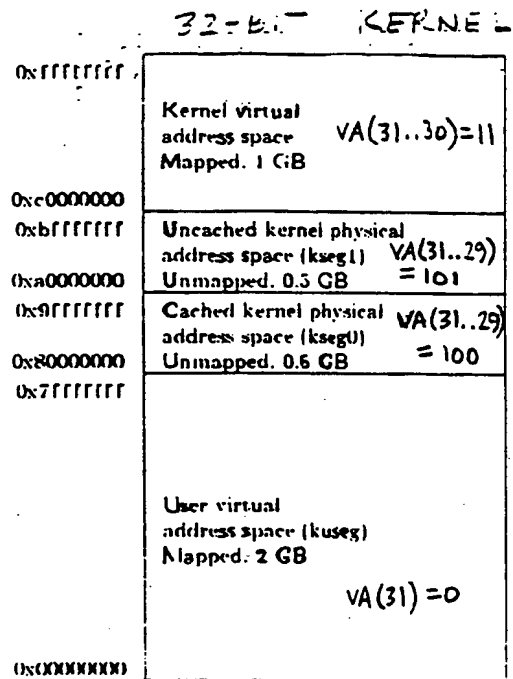 32-BIT KERNEL
0xffffffff
Kernel virtual
address space VA(31..30)=11
Mapped. 1 GB
0xc0000000
0xbfffffff Uncached kernel physical
address space (kseg1) VA(31..29)
0xa0000000 Unmapped. 0.5 GB = 101
0x9fffffff Cached kernel physical VA(31..29)
address space (kseg0)
0x80000000 Unmapped. 0.6 GB = 100
0x7fffffff
User virtual
address space (kuseg)
Mapped. 2 GB
VA(31) =0